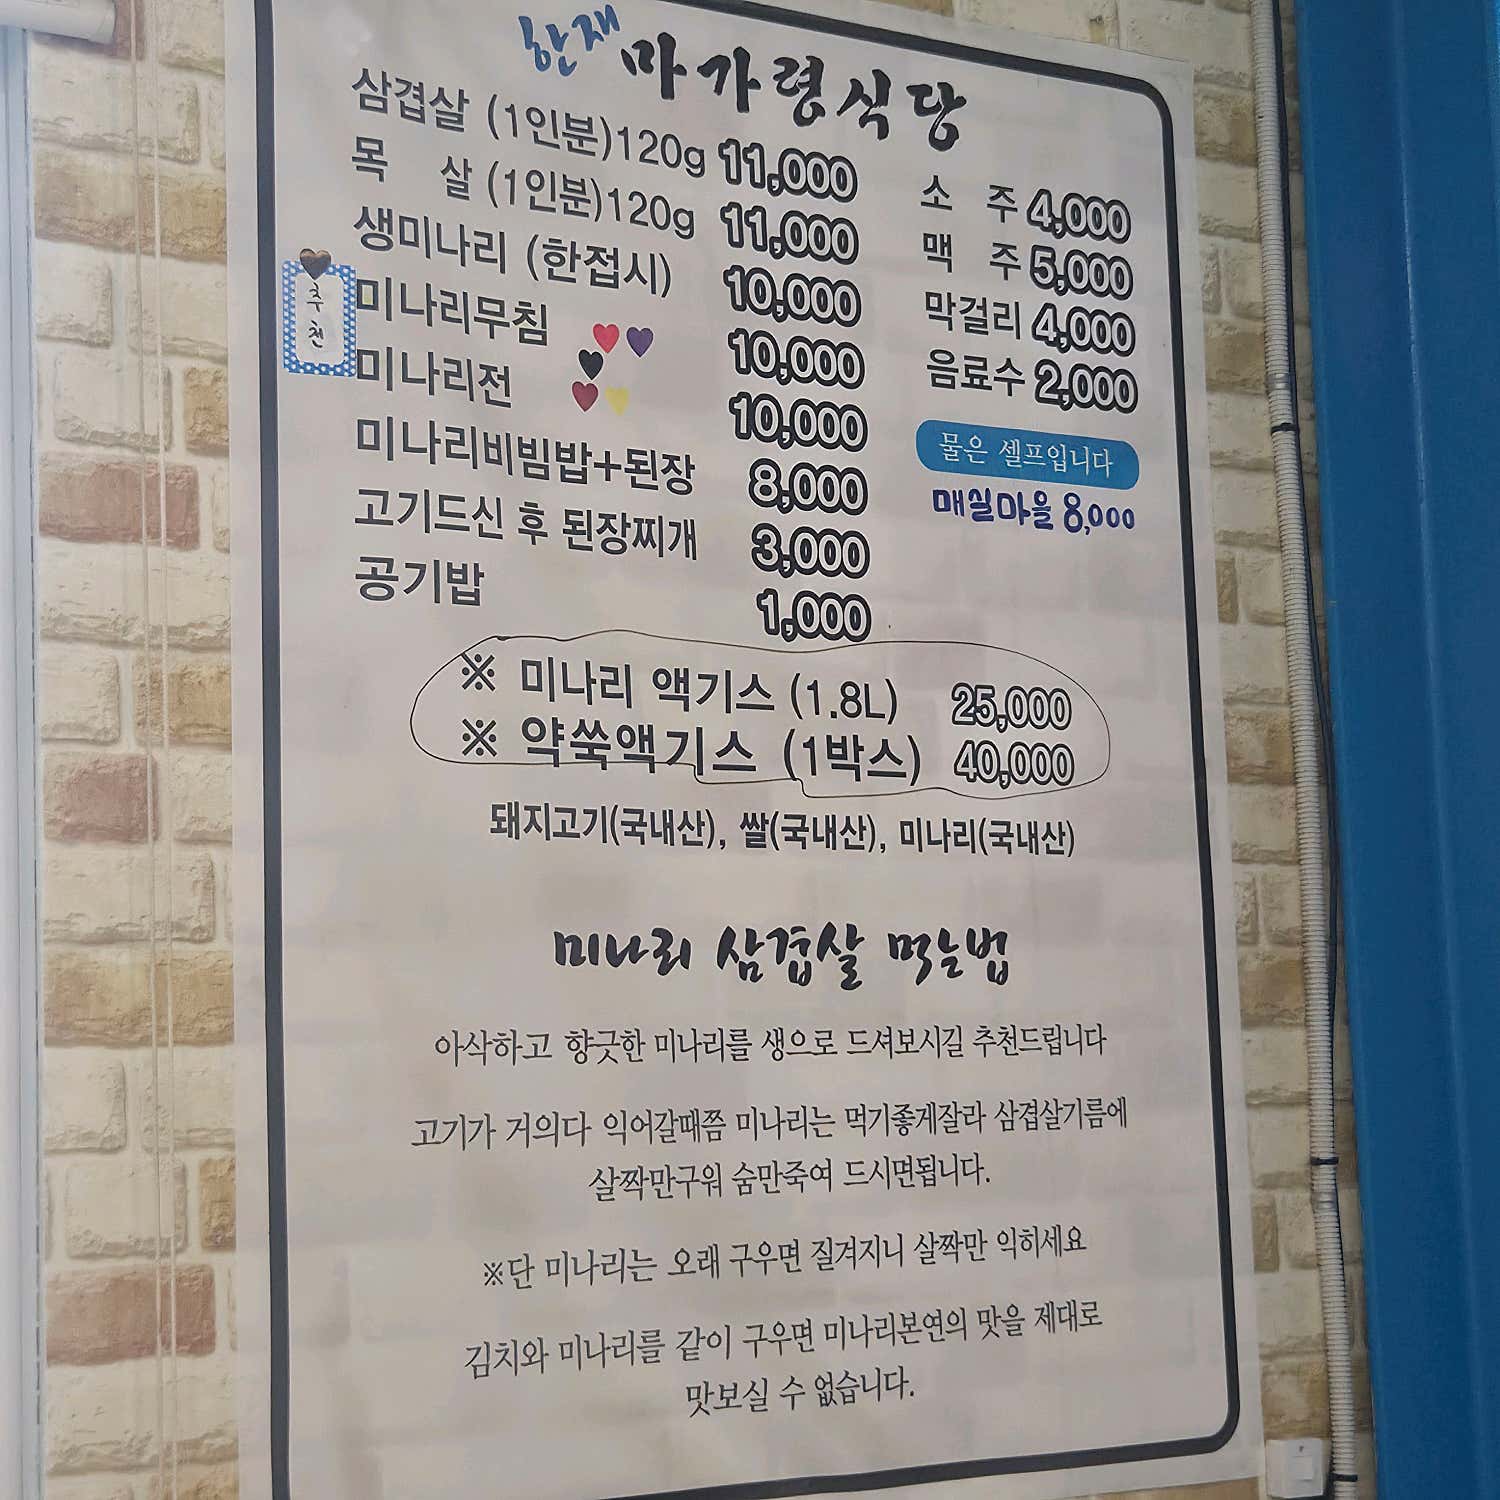 한재 마가령식당
삼겹살 (1인분)120g 11,000
목 살 (1인분)120g 11,000
생미나리 (한접시) 10,000
추천
미나리무침 10,000
미나리전 10,000
미나리비빔밥+된장 8,000
고기드신 후 된장찌개 3,000
공기밥 1,000
소 주 4,000
맥 주 5,000
막걸리 4,000
음료수 2,000
물은 셀프입니다
매실마을 8,000
※ 미나리 액기스 (1.8L) 25,000
※ 약쑥액기스 (1박스) 40,000
돼지고기(국내산), 쌀(국내산), 미나리(국내산)
미나리 삼겹살 먹는법
아삭하고 향긋한 미나리를 생으로 드셔보시길 추천드립니다
고기가 거의다 익어갈때쯤 미나리는 먹기좋게잘라 삼겹살기름에
살짝만구워 숨만죽여 드시면됩니다.
※단 미나리는 오래 구우면 질겨지니 살짝만 익히세요
김치와 미나리를 같이 구우면 미나리본연의 맛을 제대로
맛보실 수 없습니다.